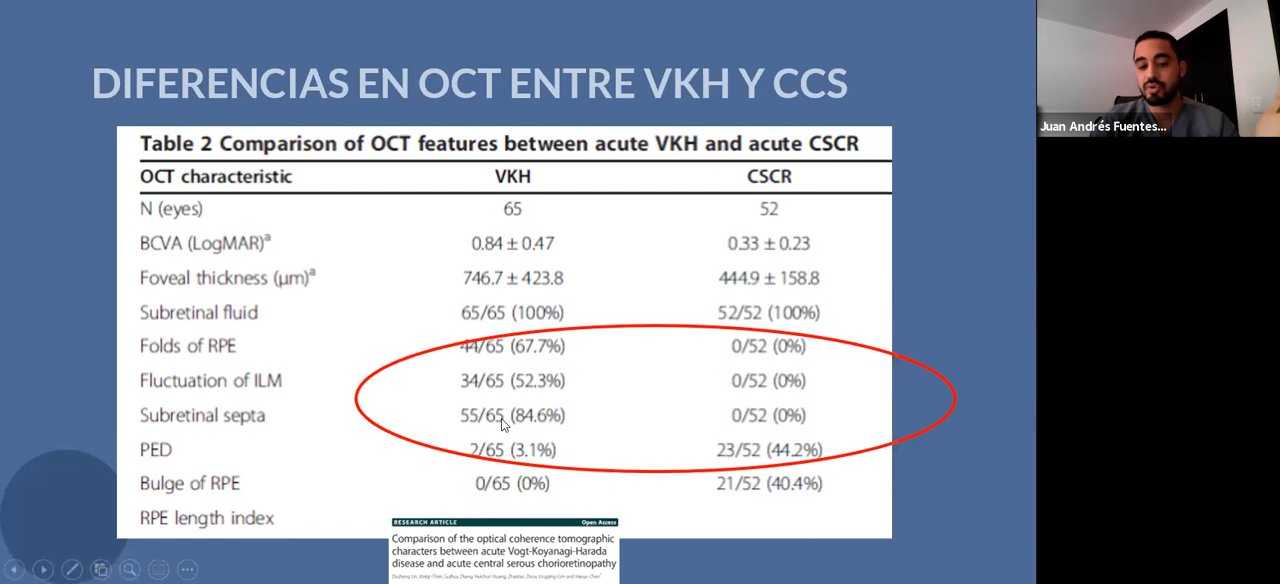 DIFERENCIAS EN OCT ENTRE VKH Y CCS
Juan Andrés Fuentes...
Table 2 Comparison of OCT features between acute VKH and acute CSCR
OCT characteristic VKH CSCR
N (eyes) 65 52
BCVA (LogMAR)ª 0.84 ± 0.47 0.33 ± 0.23
Foveal thickness (μm)ª 746.7 ± 423.8 444.9 ± 158.8
Subretinal fluid 65/65 (100%) 52/52 (100%)
Folds of RPE 44/65 (67.7%) 0/52 (0%)
Fluctuation of ILM 34/65 (52.3%) 0/52 (0%)
Subretinal septa 55/65 (84.6%) 0/52 (0%)
PED 2/65 (3.1%) 23/52 (44.2%)
Bulge of RPE 0/65 (0%) 21/52 (40.4%)
RPE length index
RESEARCH ARTICLE Open Access
Comparison of the optical coherence tomographic
characters between acute Vogt-Koyanagi-Harada
disease and acute central serous chorioretinopathy